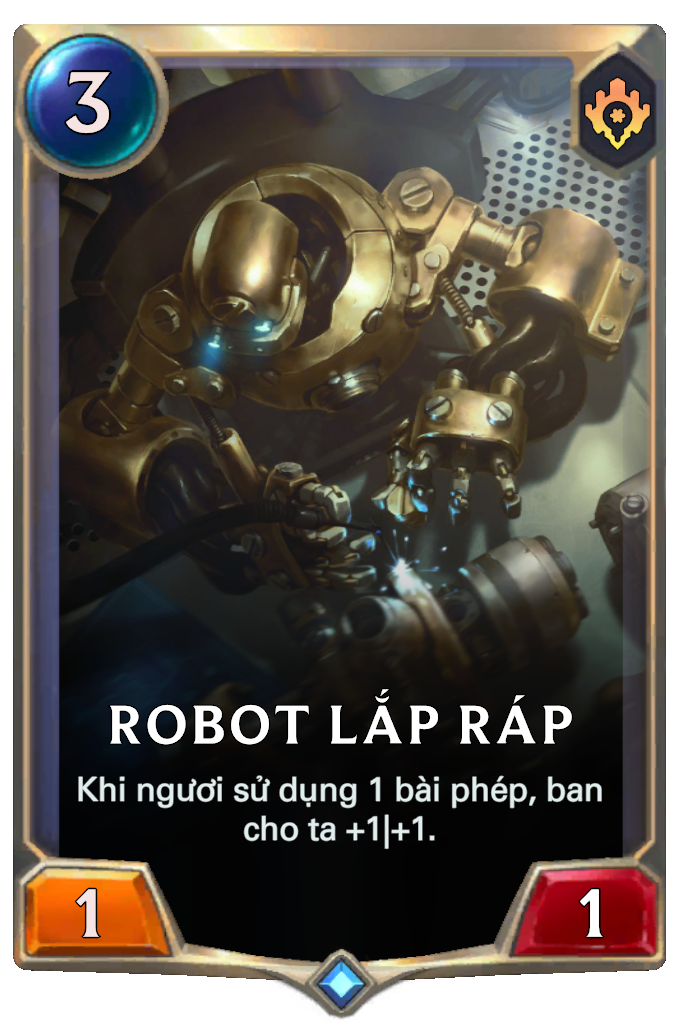 3
ROBOT LẮP RÁP
Khi ngươi sử dụng 1 bài phép, ban
cho ta +1|+1.
1
1